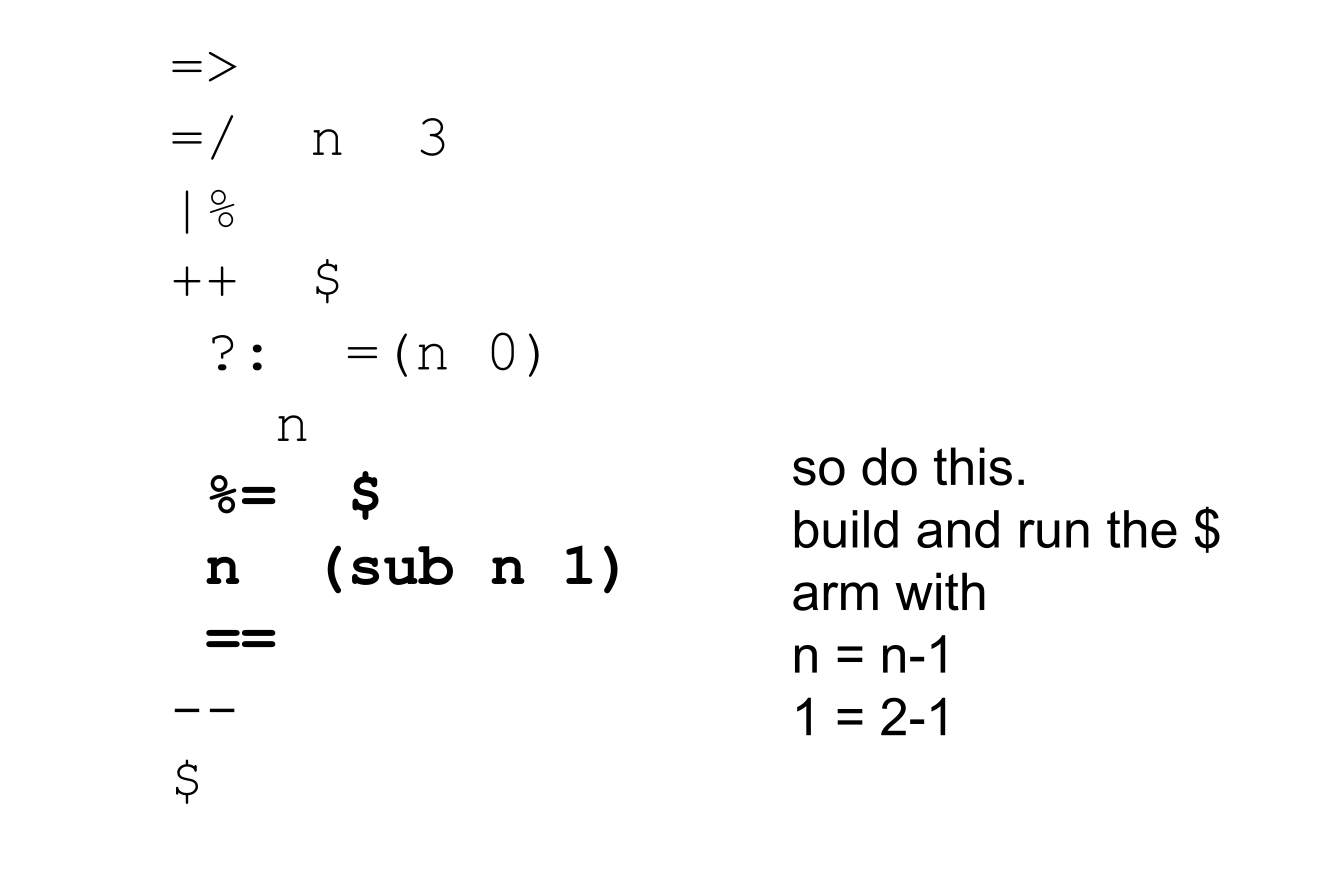 =>
=/  n  3
|%
++  $
?:  =(n 0)
n
%=  $
n  (sub n 1)
==
--
$
so do this.
build and run the $
arm with
n = n-1
1 = 2-1